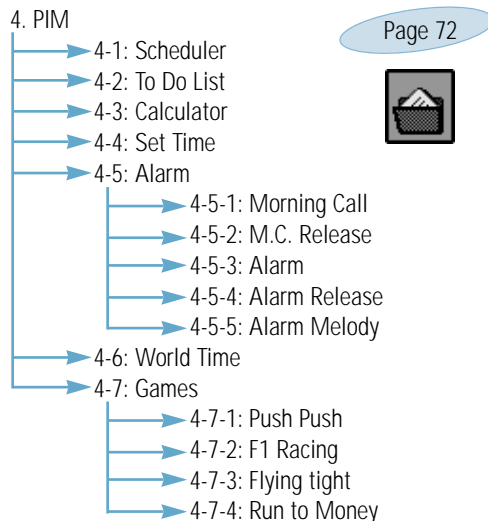 4. PIM
Page 72
4-1: Scheduler
4-2: To Do List
4-3: Calculator
4-4: Set Time
4-5: Alarm
4-5-1: Morning Call
4-5-2: M.C. Release
4-5-3: Alarm
4-5-4: Alarm Release
4-5-5: Alarm Melody
4-6: World Time
4-7: Games
4-7-1: Push Push
4-7-2: F1 Racing
4-7-3: Flying tight
4-7-4: Run to Money